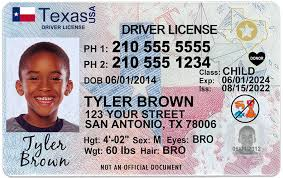 Texas USA
DRIVER LICENSE
DRIVER LICENSE
PH 1: 210 555 5555
PH 2: 210 555 1234
DONOR
DOB 06/01/2014
Class: CHILD
Exp 06/01/2024
Iss 08/15/2022
TYLER BROWN
123 YOUR STREET
SAN ANTONIO, TX 78006
Hgt: 4'-02" Sex: M Eyes: BRO
Wgt: 60 lbs Hair: BRO
Tyler
Brown
NOT AN OFFICIAL DOCUMENT